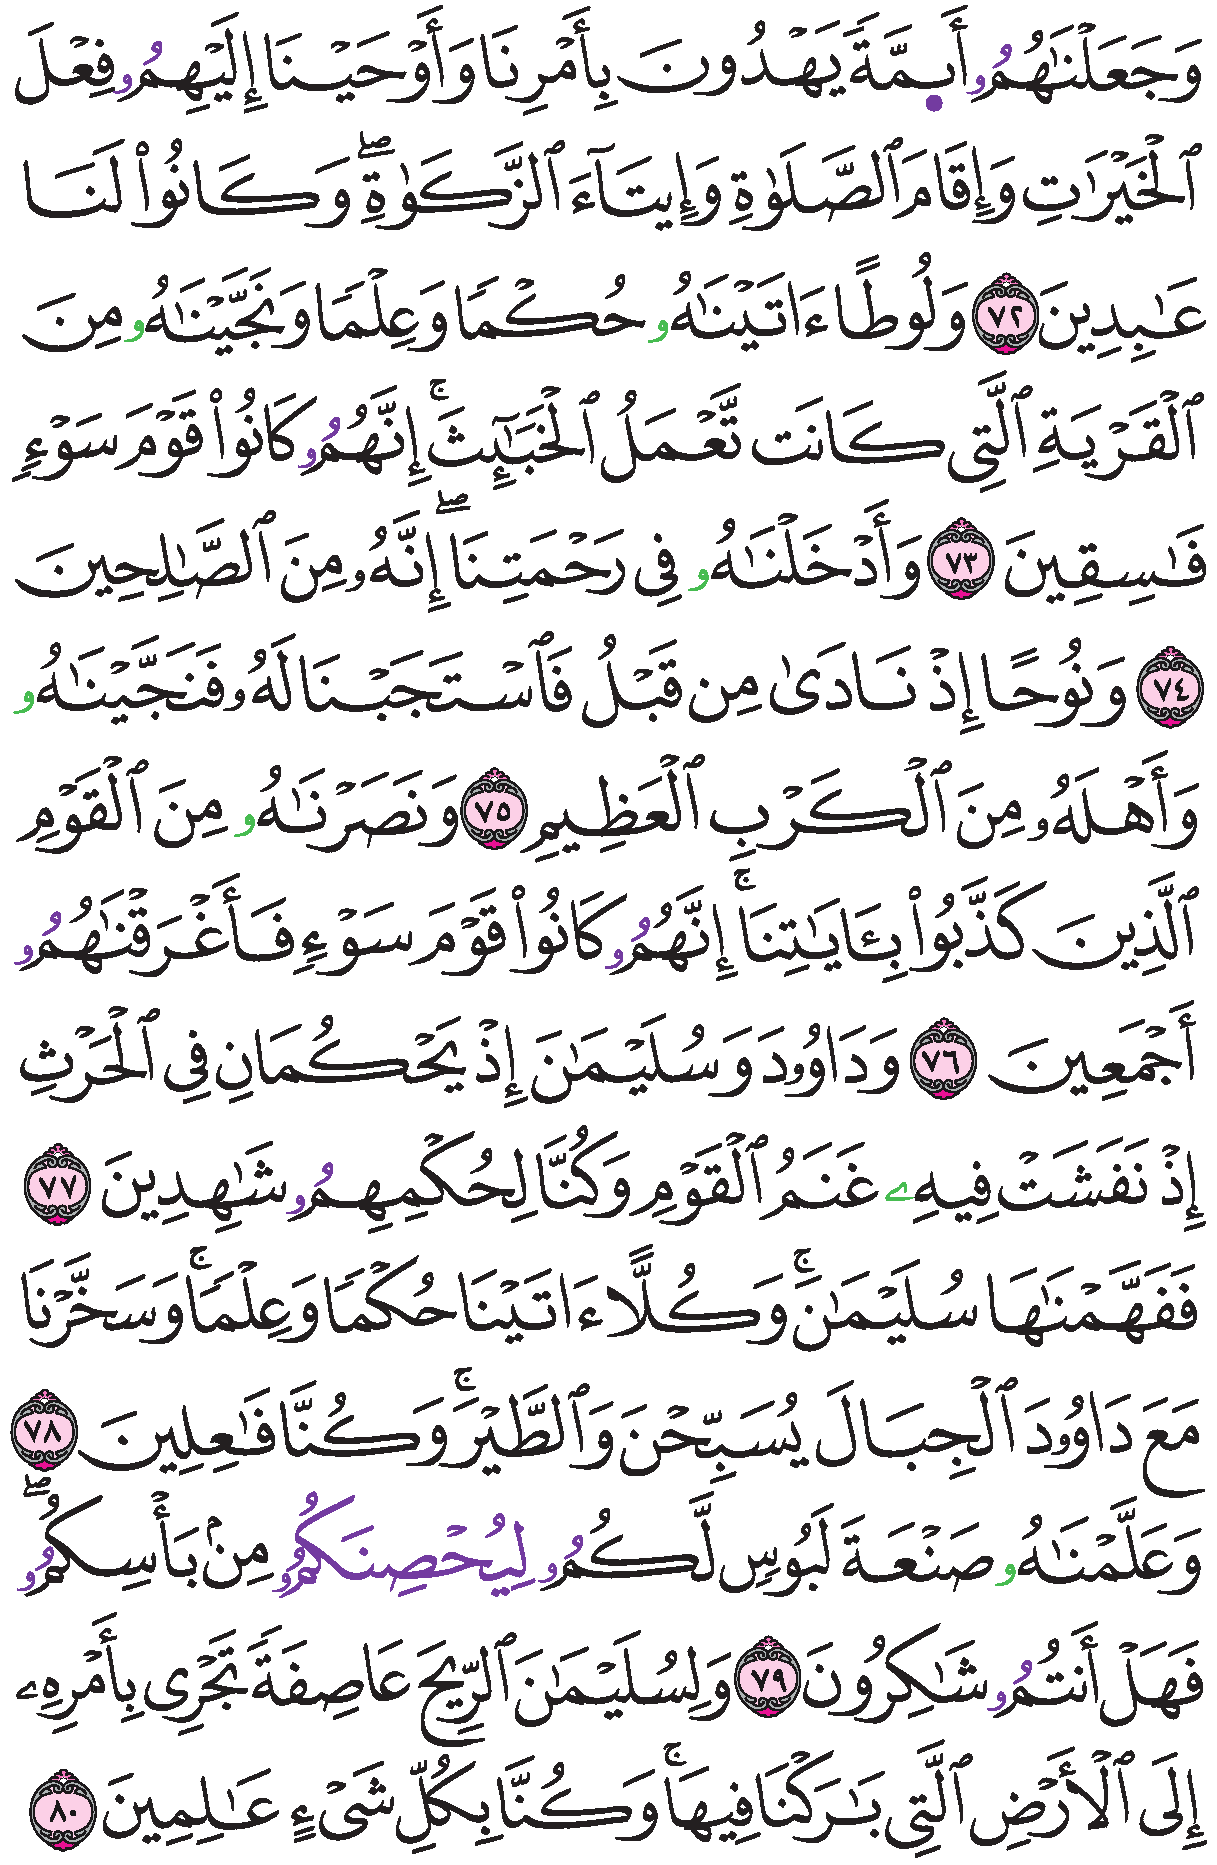 وَجَعَلۡنَٰهُمُۥ أَىِٕمَّةٗ يَهۡدُونَ بِأَمۡرِنَا وَأَوۡحَيۡنَا إِلَيۡهِمُۥ فِعۡلَ
ٱلۡخَيۡرَٰتِ وَإِقَامَ ٱلصَّلَوٰةِ وَإِيتَآءَ ٱلزَّكَوٰةِۖ وَكَانُواْ لَنَا
عَٰبِدِينَ ٧٢ وَلُوطًا ءَاتَيۡنَٰهُۥ حُكۡمٗا وَعِلۡمٗا وَنَجَّيۡنَٰهُۥ مِنَ
ٱلۡقَرۡيَةِ ٱلَّتِي كَانَت تَّعۡمَلُ ٱلۡخَبَٰٓئِثَۚ إِنَّهُمُۥ كَانُواْ قَوۡمَ سَوۡءٖ
فَٰسِقِينَ ٧٣ وَأَدۡخَلۡنَٰهُۥ فِي رَحۡمَتِنَاۖ إِنَّهُۥ مِنَ ٱلصَّٰلِحِينَ
٧٤ وَنُوحًا إِذۡ نَادَىٰ مِن قَبۡلُ فَٱسۡتَجَبۡنَا لَهُۥ فَنَجَّيۡنَٰهُۥ
وَأَهۡلَهُۥ مِنَ ٱلۡكَرۡبِ ٱلۡعَظِيمِ ٧٥ وَنَصَرۡنَٰهُۥ مِنَ ٱلۡقَوۡمِ
ٱلَّذِينَ كَذَّبُواْ بِـَٔايَٰتِنَاۚ إِنَّهُمُۥ كَانُواْ قَوۡمَ سَوۡءٖ فَأَغۡرَقۡنَٰهُمُۥ
أَجۡمَعِينَ ٧٦ وَدَاوُۥدَ وَسُلَيۡمَٰنَ إِذۡ يَحۡكُمَانِ فِي ٱلۡحَرۡثِ
إِذۡ نَفَشَتۡ فِيهِۦ غَنَمُ ٱلۡقَوۡمِ وَكُنَّا لِحُكۡمِهِمُۥ شَٰهِدِينَ ٧٧
فَفَهَّمۡنَٰهَا سُلَيۡمَٰنَۚ وَكُلًّا ءَاتَيۡنَا حُكۡمٗا وَعِلۡمٗاۚ وَسَخَّرۡنَا
مَعَ دَاوُۥدَ ٱلۡجِبَالَ يُسَبِّحۡنَ وَٱلطَّيۡرَۚ وَكُنَّا فَٰعِلِينَ ٧٨
وَعَلَّمۡنَٰهُۥ صَنۡعَةَ لَبُوسٖ لَّكُمُۥ لِيُحۡصِنَكُمُۥ مِنۢ بَأۡسِكُمُۥۖ
فَهَلۡ أَنتُمُۥ شَٰكِرُونَ ٧٩ وَلِسُلَيۡمَٰنَ ٱلرِّيحَ عَاصِفَةٗ تَجۡرِي بِأَمۡرِهِۦ
إِلَى ٱلۡأَرۡضِ ٱلَّتِي بَٰرَكۡنَا فِيهَاۚ وَكُنَّا بِكُلِّ شَيۡءٍ عَٰلِمِينَ ٨٠